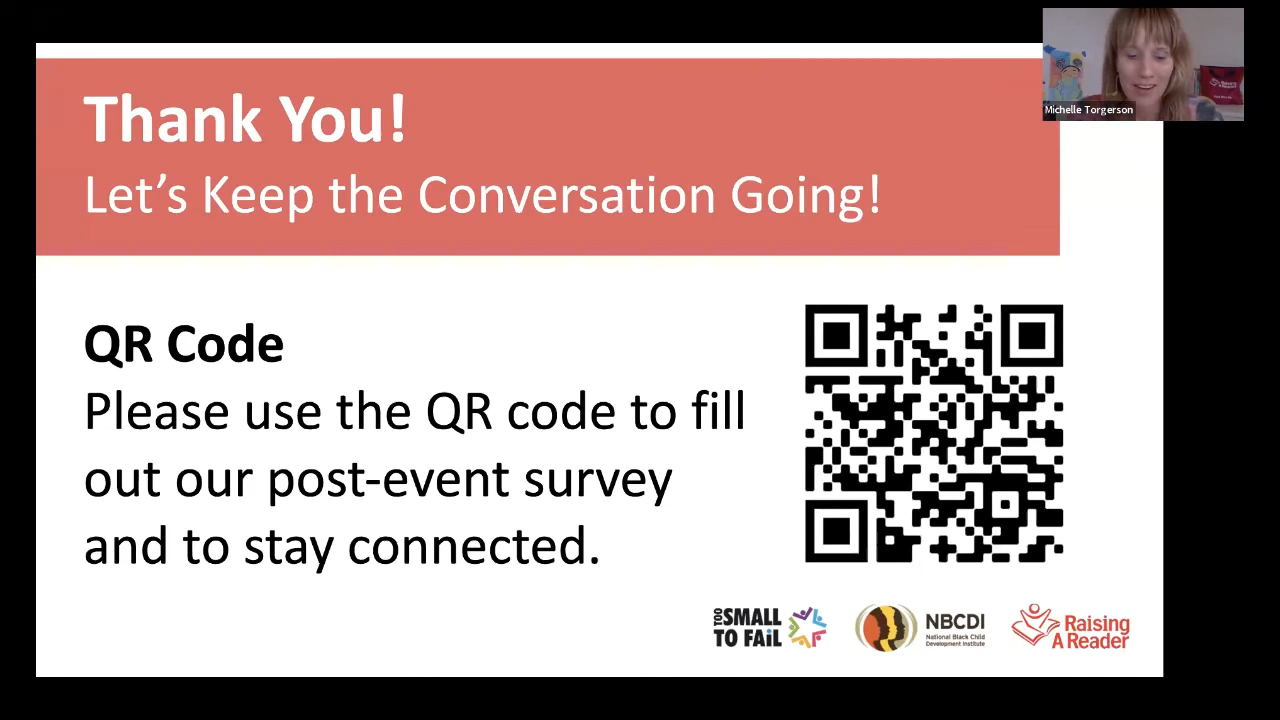 Thank You!
Let's Keep the Conversation Going!
Michelle Torgerson
QR Code
Please use the QR code to fill
out our post-event survey
and to stay connected.
TOO SMALL
TO FAiL
NBCDI
National Black Child
Development Institute
Raising
A Reader